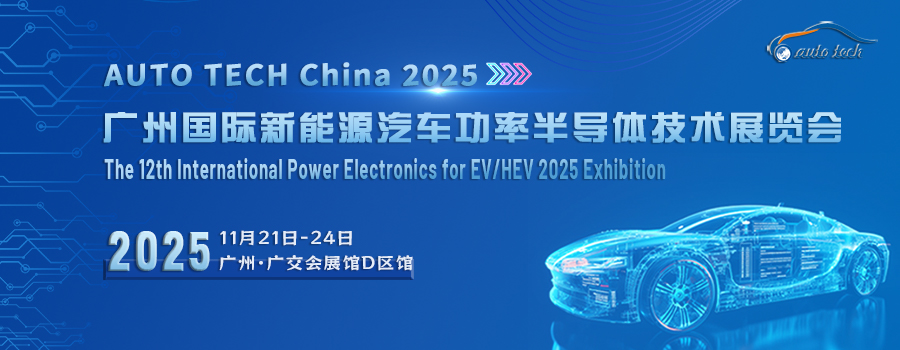 auto tech
AUTO TECH China 2025
广州国际新能源汽车功率半导体技术展览会
The 12th International Power Electronics for EV/HEV 2025 Exhibition
2025
11月21日-24日
广州·广交会展馆D区馆